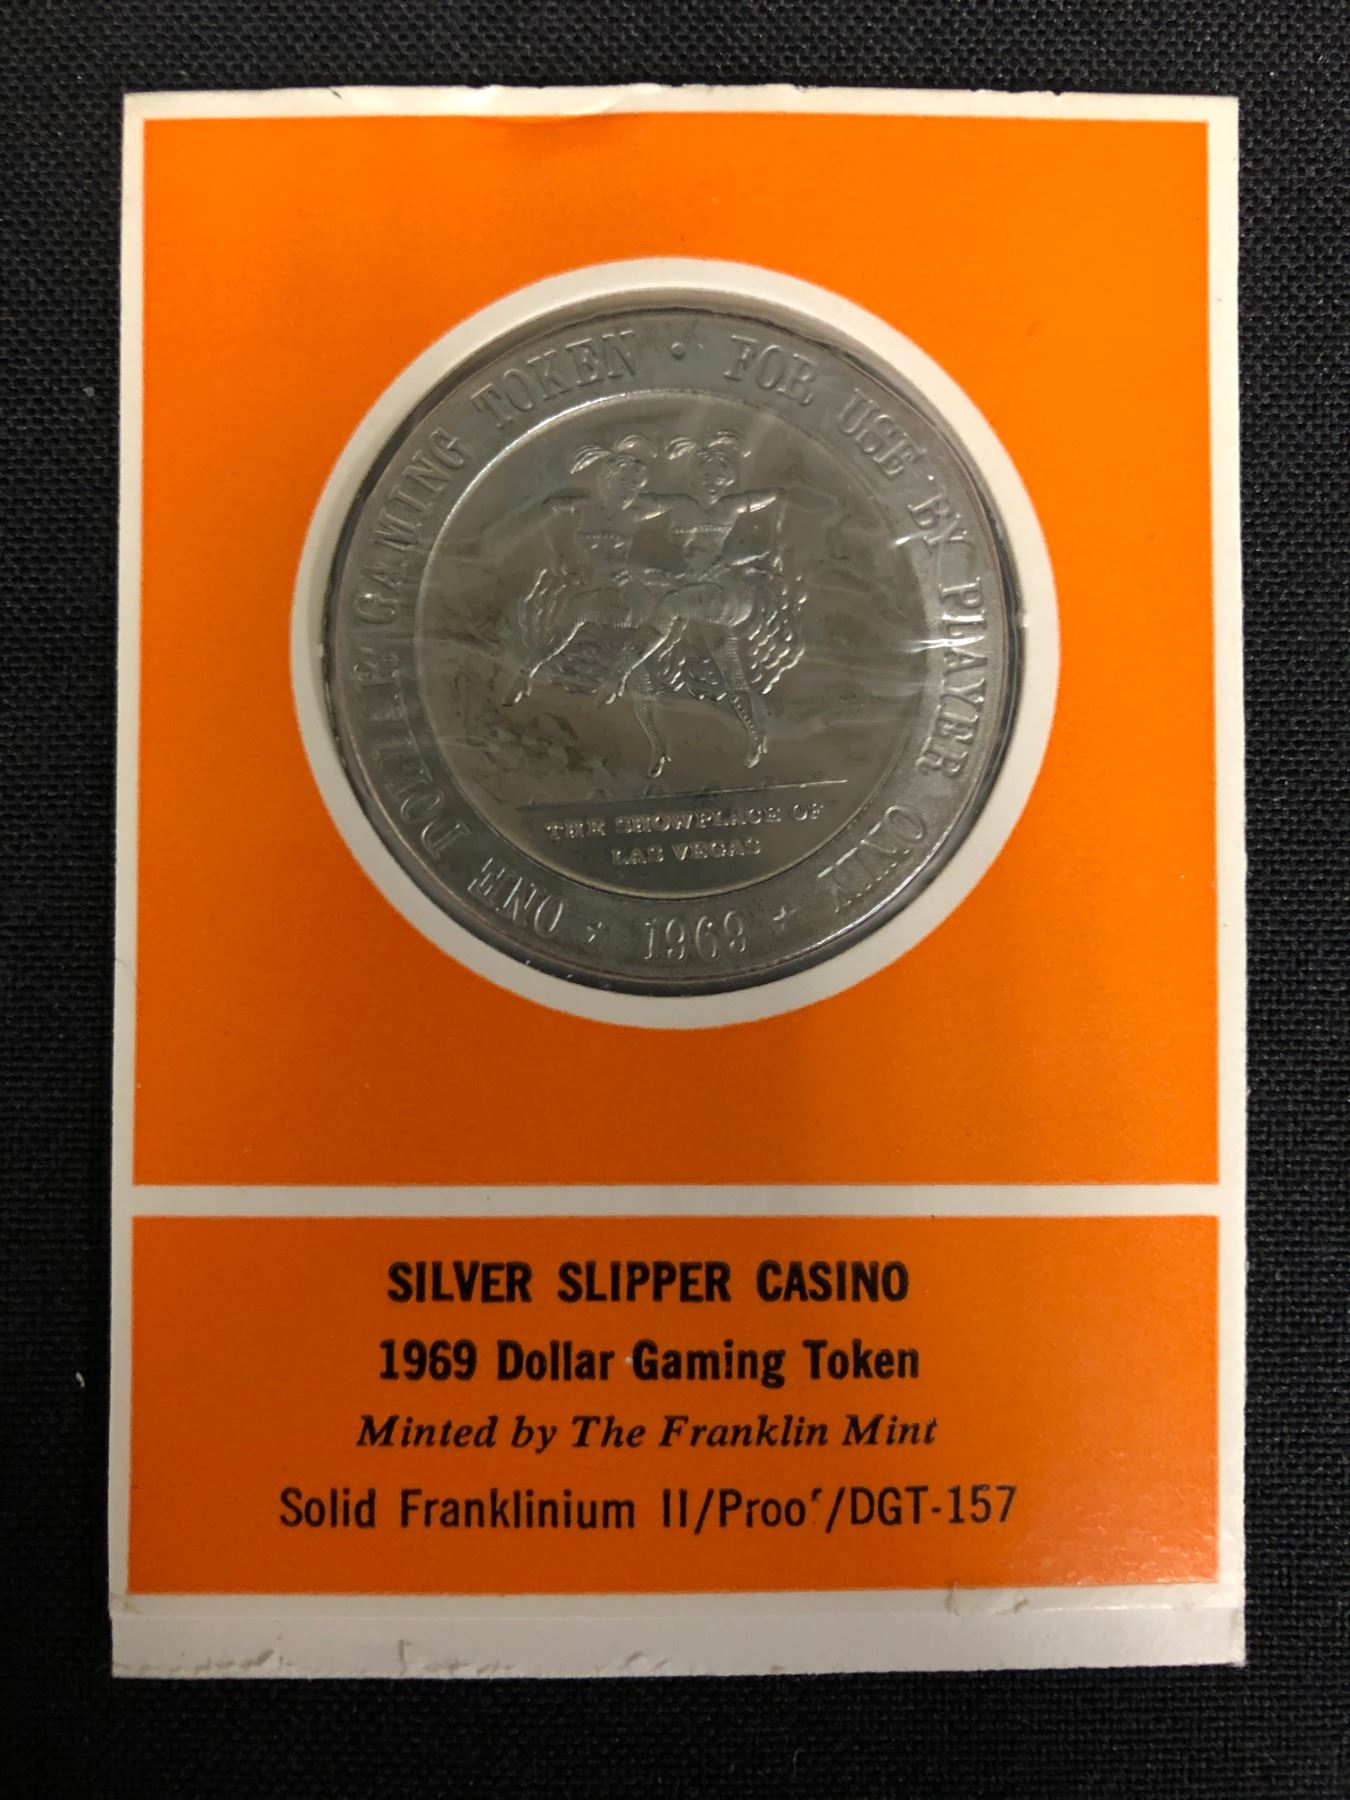 ONE DOLLAR GAMING TOKEN · FOR USE BY PLAYER ONLY
THE SHOWPLACE OF
LAS VEGAS
★ 1969 ★
SILVER SLIPPER CASINO
1969 Dollar Gaming Token
Minted by The Franklin Mint
Solid Franklinium II/Proof/DGT-157